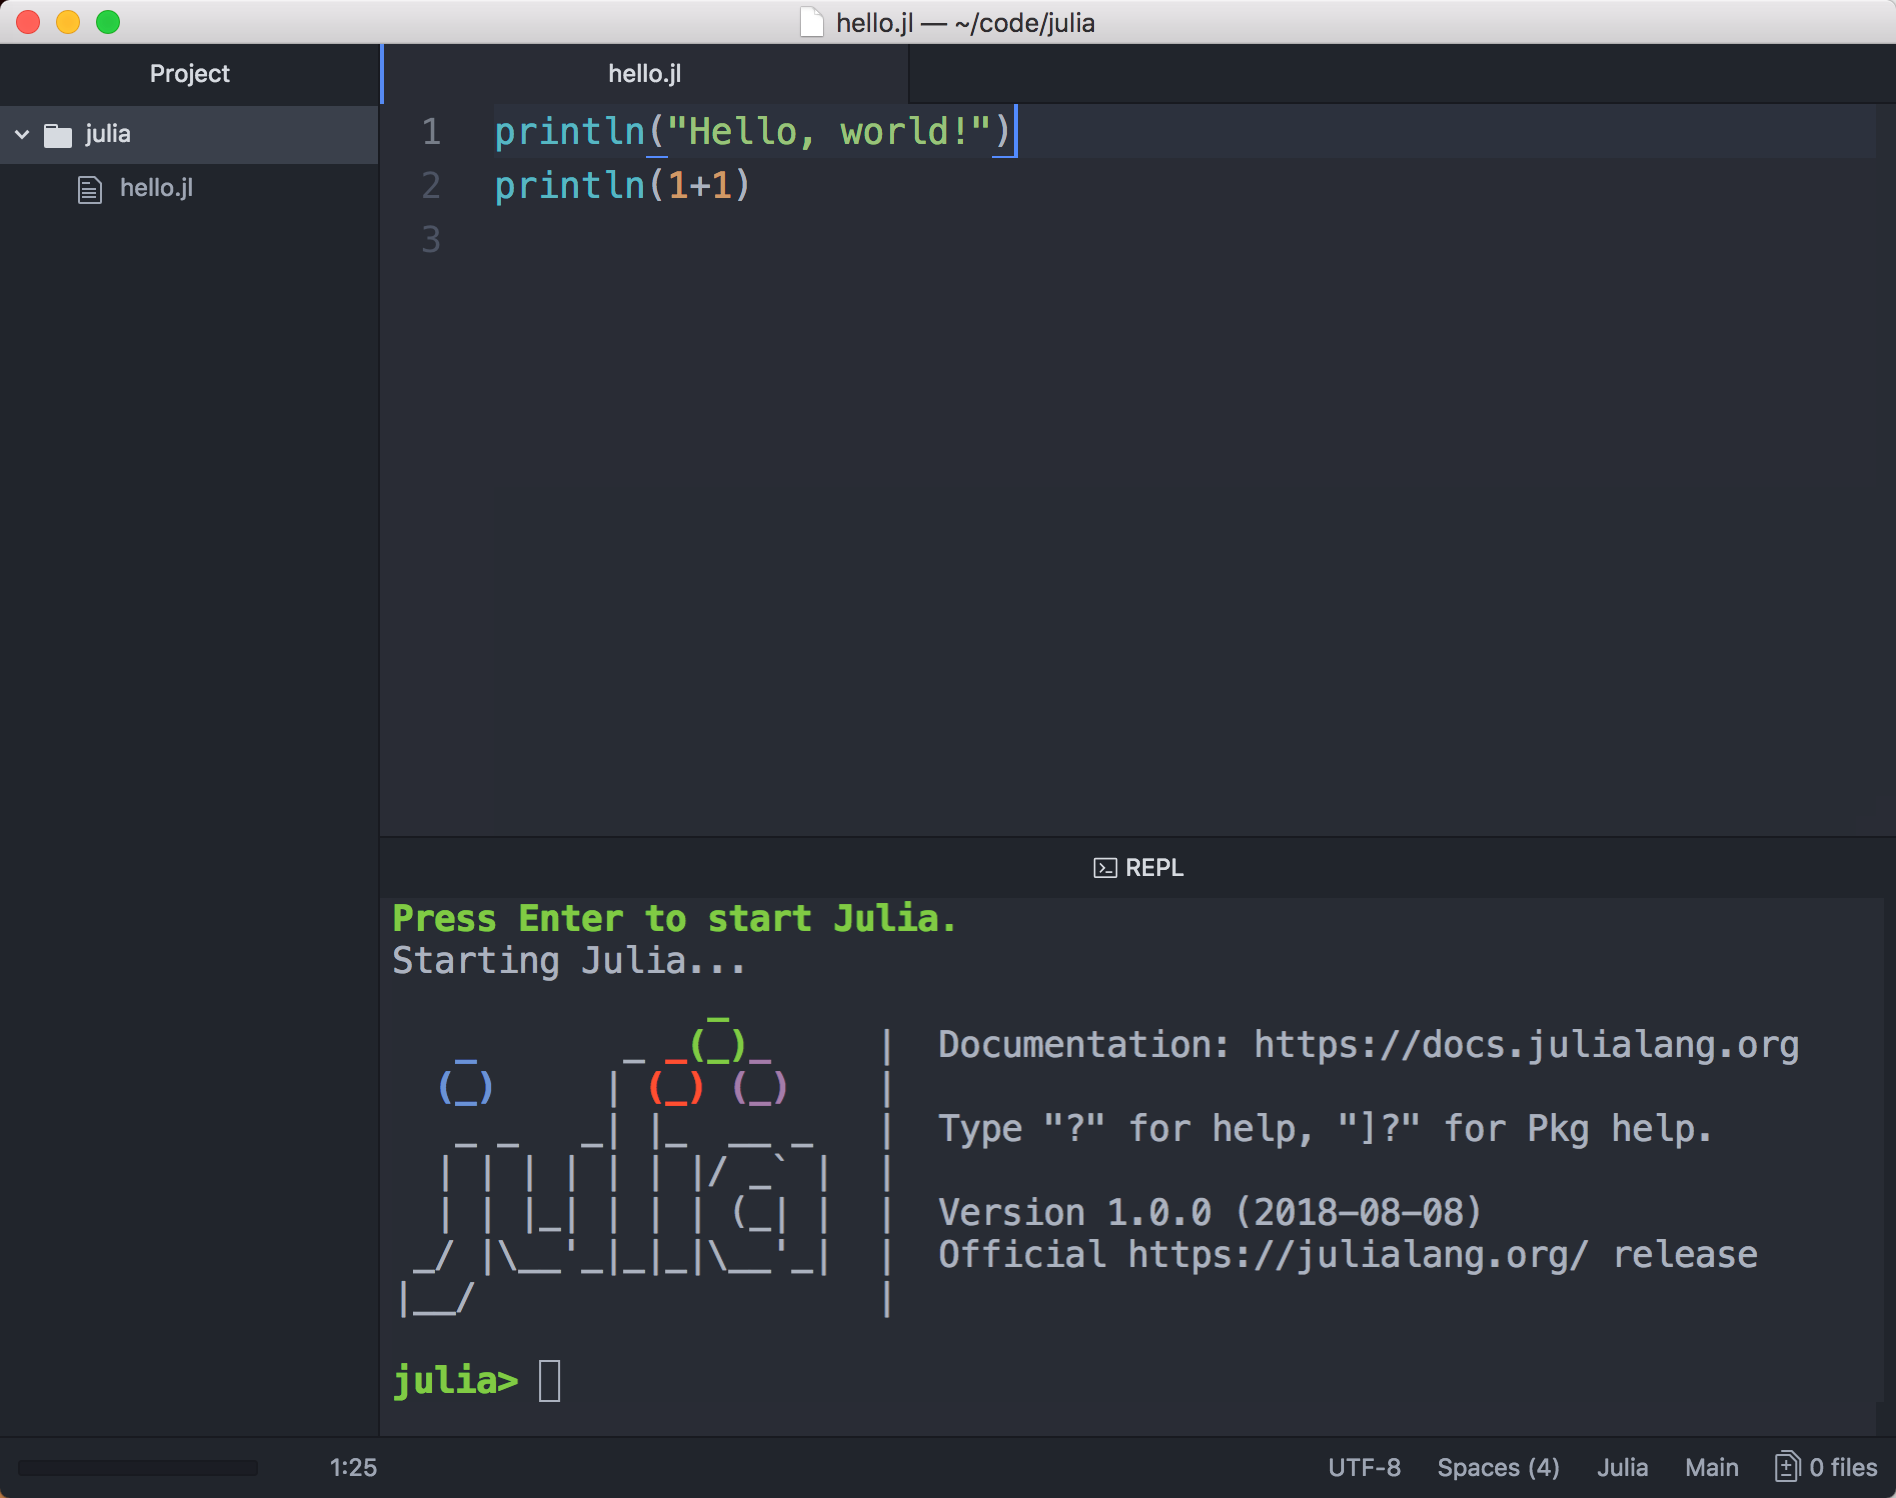 hello.jl — ~/code/julia
Project
hello.jl
julia
hello.jl
1 println("Hello, world!")
2 println(1+1)
3
REPL
Press Enter to start Julia.
Starting Julia...
               _
   _       _ _(_)_     |  Documentation: https://docs.julialang.org
  (_)     | (_) (_)    |
   _ _   _| |_  __ _   |  Type "?" for help, "]?" for Pkg help.
  | | | | | | |/ _` |  |
  | | |_| | | | (_| |  |  Version 1.0.0 (2018-08-08)
 _/ |\__'_|_|_|\__'_|  |  Official https://julialang.org/ release
|__/                   |
julia>
1:25 UTF-8 Spaces (4) Julia Main 0 files